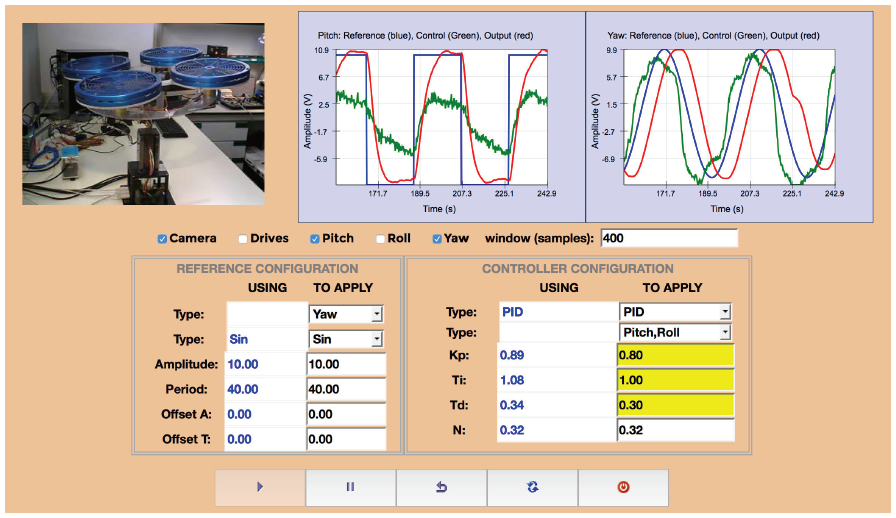 Pitch: Reference (blue), Control (Green), Output (red)
10.9
6.7
2.5
-1.7
-5.9
Amplitude (V)
171.7 189.5 207.3 225.1 242.9
Time (s)
Yaw: Reference (blue), Control (Green), Output (red)
9.9
5.7
1.5
-2.7
-6.9
Amplitude (V)
171.7 189.5 207.3 225.1 242.9
Time (s)
Camera Drives Pitch Roll Yaw window (samples): 400
REFERENCE CONFIGURATION
USING TO APPLY
Type: Yaw
Type: Sin Sin
Amplitude: 10.00 10.00
Period: 40.00 40.00
Offset A: 0.00 0.00
Offset T: 0.00 0.00
CONTROLLER CONFIGURATION
USING TO APPLY
Type: PID PID
Type: Pitch,Roll
Kp: 0.89 0.80
Ti: 1.08 1.00
Td: 0.34 0.30
N: 0.32 0.32